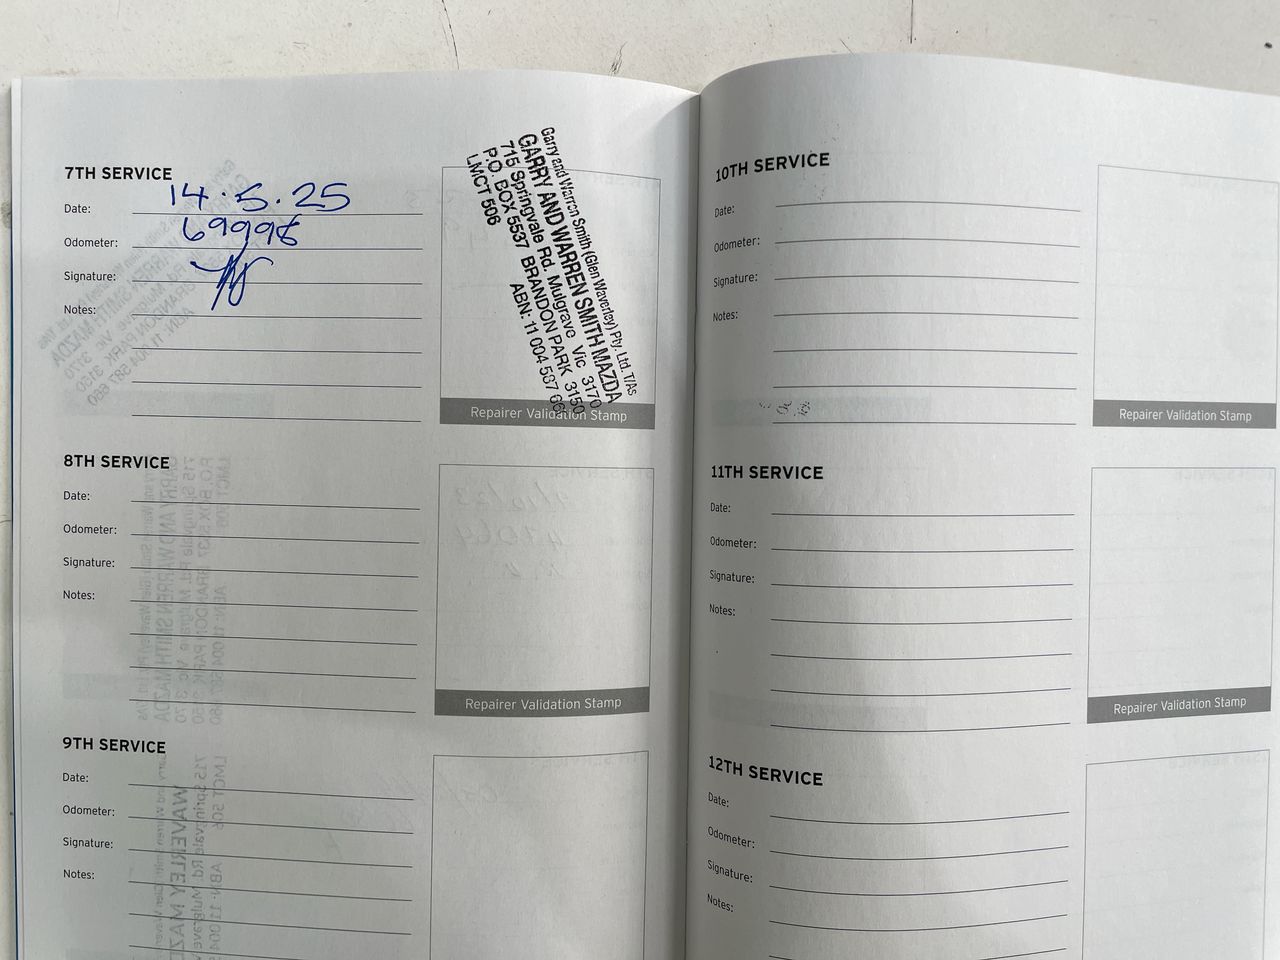 7TH SERVICE
Date: 14.5.25
Odometer: 69998
Signature:
Notes:
Garry and Warren Smith (Glen Waverley) Pty. Ltd. T/As
GARRY AND WARREN SMITH MAZDA
715 Springvale Rd. Mulgrave Vic 3170
P.O. BOX 5537 BRANDON PARK 3150
LMCT 506 ABN: 11 004 587 66
Repairer Validation Stamp
8TH SERVICE
Date:
Odometer:
Signature:
Notes:
Repairer Validation Stamp
9TH SERVICE
Date:
Odometer:
Signature:
Notes:
10TH SERVICE
Date:
Odometer:
Signature:
Notes:
Repairer Validation Stamp
11TH SERVICE
Date:
Odometer:
Signature:
Notes:
Repairer Validation Stamp
12TH SERVICE
Date:
Odometer:
Signature:
Notes: